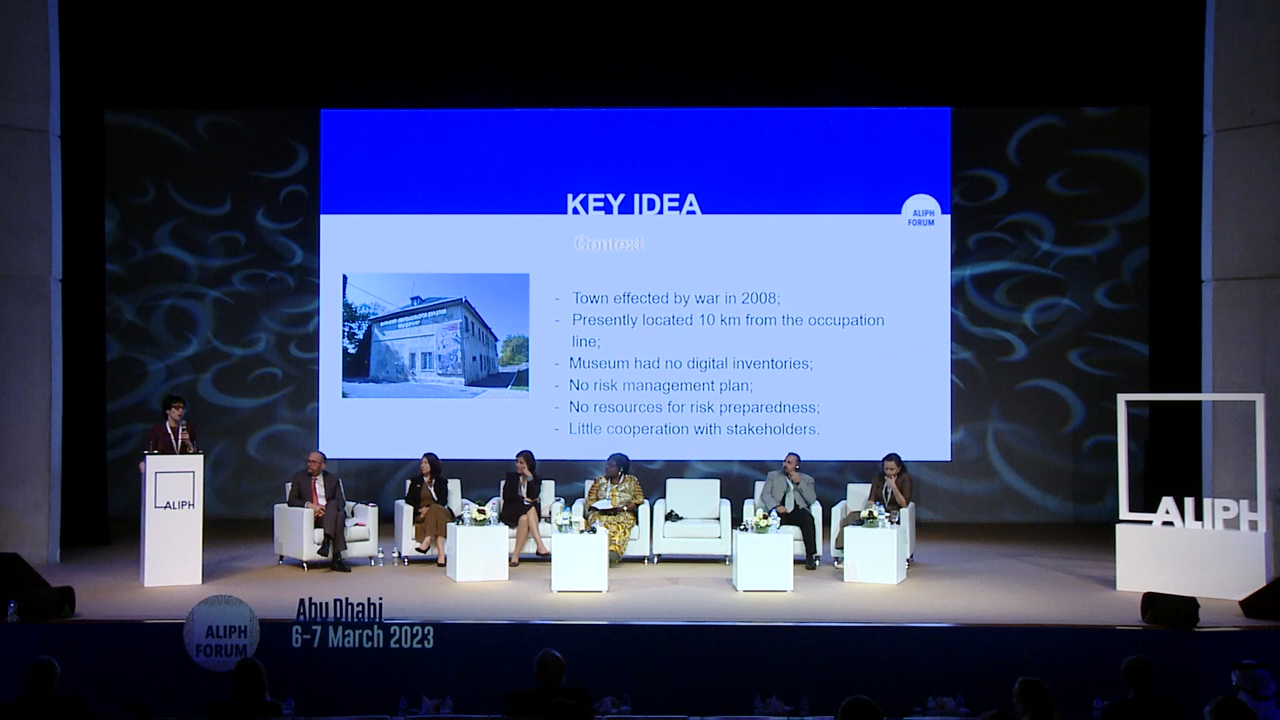 KEY IDEA
ALIPH
FORUM
Context
- Town effected by war in 2008;
- Presently located 10 km from the occupation
line;
- Museum had no digital inventories;
- No risk management plan;
- No resources for risk preparedness;
- Little cooperation with stakeholders.
ALIPH
ALIPH
ALIPH
FORUM
Abu Dhabi
6-7 March 2023